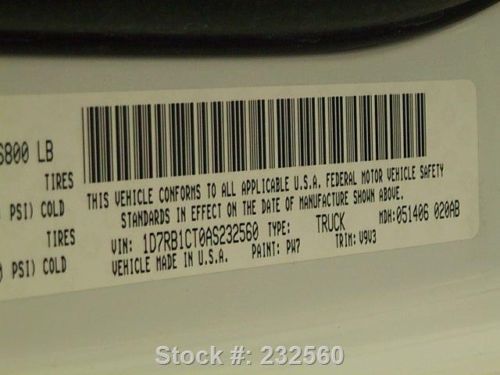 6800 LB
TIRES
PSI) COLD
TIRES
PSI) COLD
THIS VEHICLE CONFORMS TO ALL APPLICABLE U.S.A. FEDERAL MOTOR VEHICLE SAFETY
STANDARDS IN EFFECT ON THE DATE OF MANUFACTURE SHOWN ABOVE.
VIN: 1D7RB1CT0AS232560 TYPE: TRUCK MDH:051406 020AB
VEHICLE MADE IN U.S.A. PAINT: PW7 TRIM: V9V3
Stock #: 232560